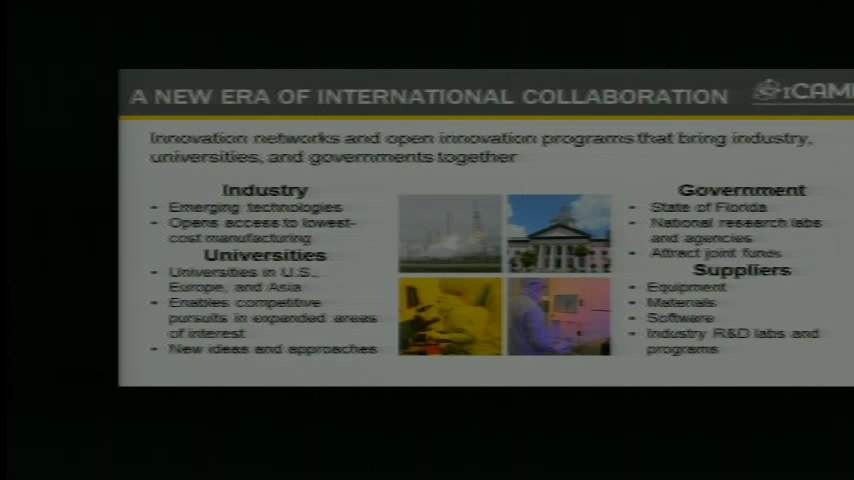 A NEW ERA OF INTERNATIONAL COLLABORATION
Innovation networks and open innovation programs that bring industry,
universities, and governments together
Industry
- Emerging technologies
- Opens access to lowest-
cost manufacturing
Universities
- Universities in U.S.,
Europe, and Asia
- Enables competitive
pursuits in expanded areas
of interest
- New ideas and approaches
Government
- State of Florida
- National research labs
and agencies
- Attract joint funds
Suppliers
- Equipment
- Materials
- Software
- Industry R&D labs and
programs